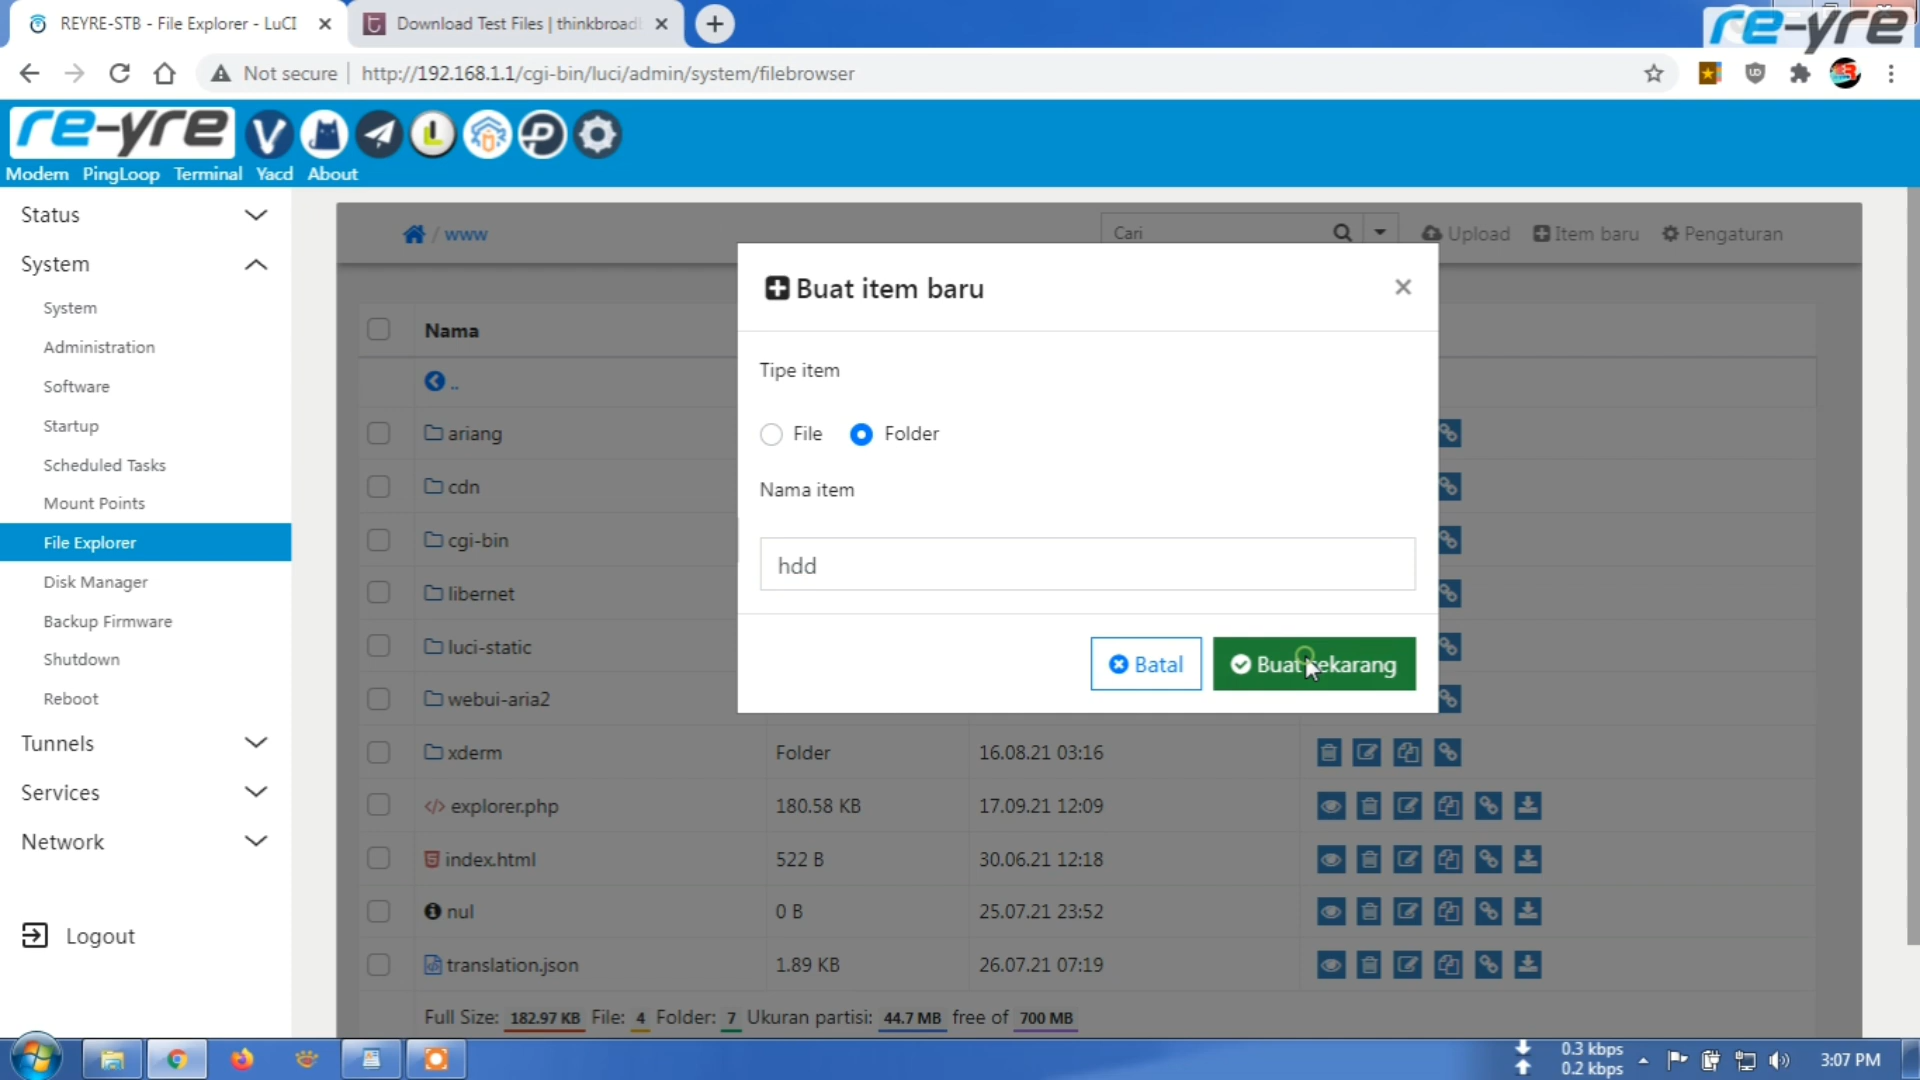 REYRE-STB - File Explorer - LuCI
Download Test Files | thinkbroadb
re-yre
Not secure
http://192.168.1.1/cgi-bin/luci/admin/system/filebrowser
re-yre
Modem PingLoop Terminal Yacd About
Status
System
System
Administration
Software
Startup
Scheduled Tasks
Mount Points
File Explorer
Disk Manager
Backup Firmware
Shutdown
Reboot
Tunnels
Services
Network
Logout
/ www
Cari
Upload
Item baru
Pengaturan
Nama
..
ariang
cdn
cgi-bin
libernet
luci-static
webui-aria2
xderm Folder 16.08.21 03:16
explorer.php 180.58 KB 17.09.21 12:09
index.html 522 B 30.06.21 12:18
nul 0 B 25.07.21 23:52
translation.json 1.89 KB 26.07.21 07:19
Full Size: 182.97 KB File: 4 Folder: 7 Ukuran partisi: 44.7 MB free of 700 MB
Buat item baru
Tipe item
File
Folder
Nama item
hdd
Batal
Buat sekarang
0.3 kbps
0.2 kbps
3:07 PM